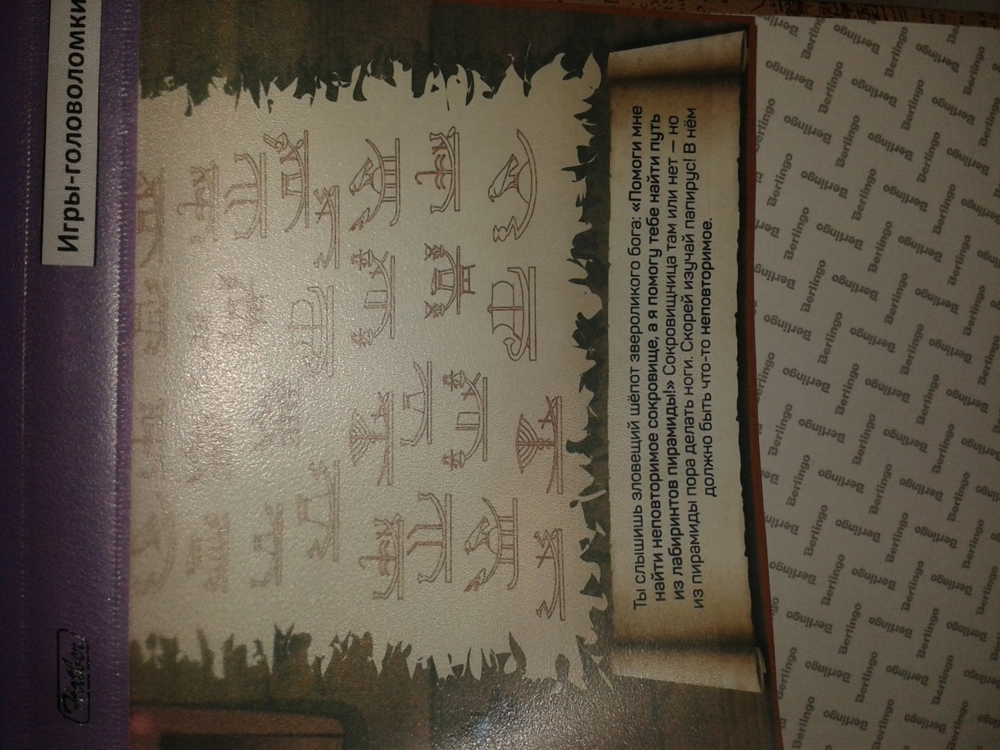 Hatber
Игры-головоломки
Ты слышишь зловещий шёпот звероликого бога: «Помоги мне
найти неповторимое сокровище, а я помогу тебе найти путь
из лабиринтов пирамиды!» Сокровищница там или нет — но
из пирамиды пора делать ноги. Скорей изучай папирус! В нём
должно быть что-то неповторимое.
Berlingo